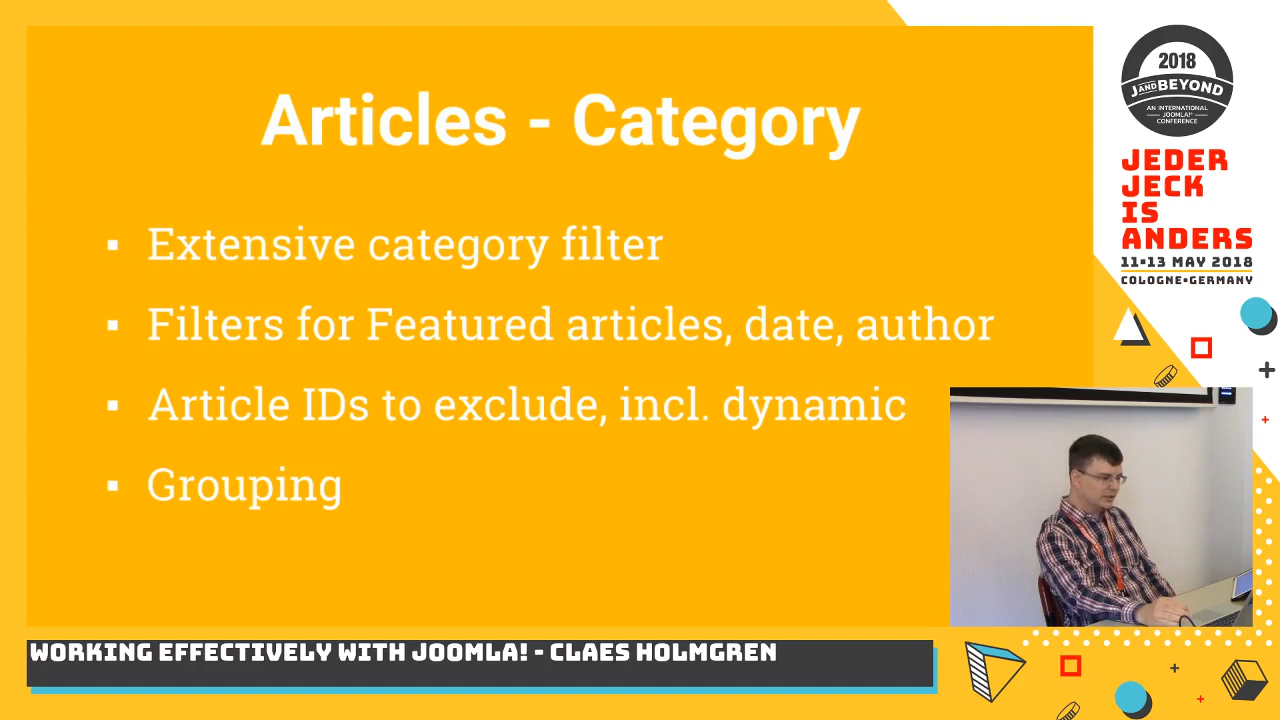 Articles - Category
▪ Extensive category filter
▪ Filters for Featured articles, date, author
▪ Article IDs to exclude, incl. dynamic
▪ Grouping
2018
JANDBEYOND
AN INTERNATIONAL
JOOMLA!®
CONFERENCE
JEDER
JECK
IS
ANDERS
11-13 MAY 2018
COLOGNE▪GERMANY
WORKING EFFECTIVELY WITH JOOMLA! - CLAES HOLMGREN